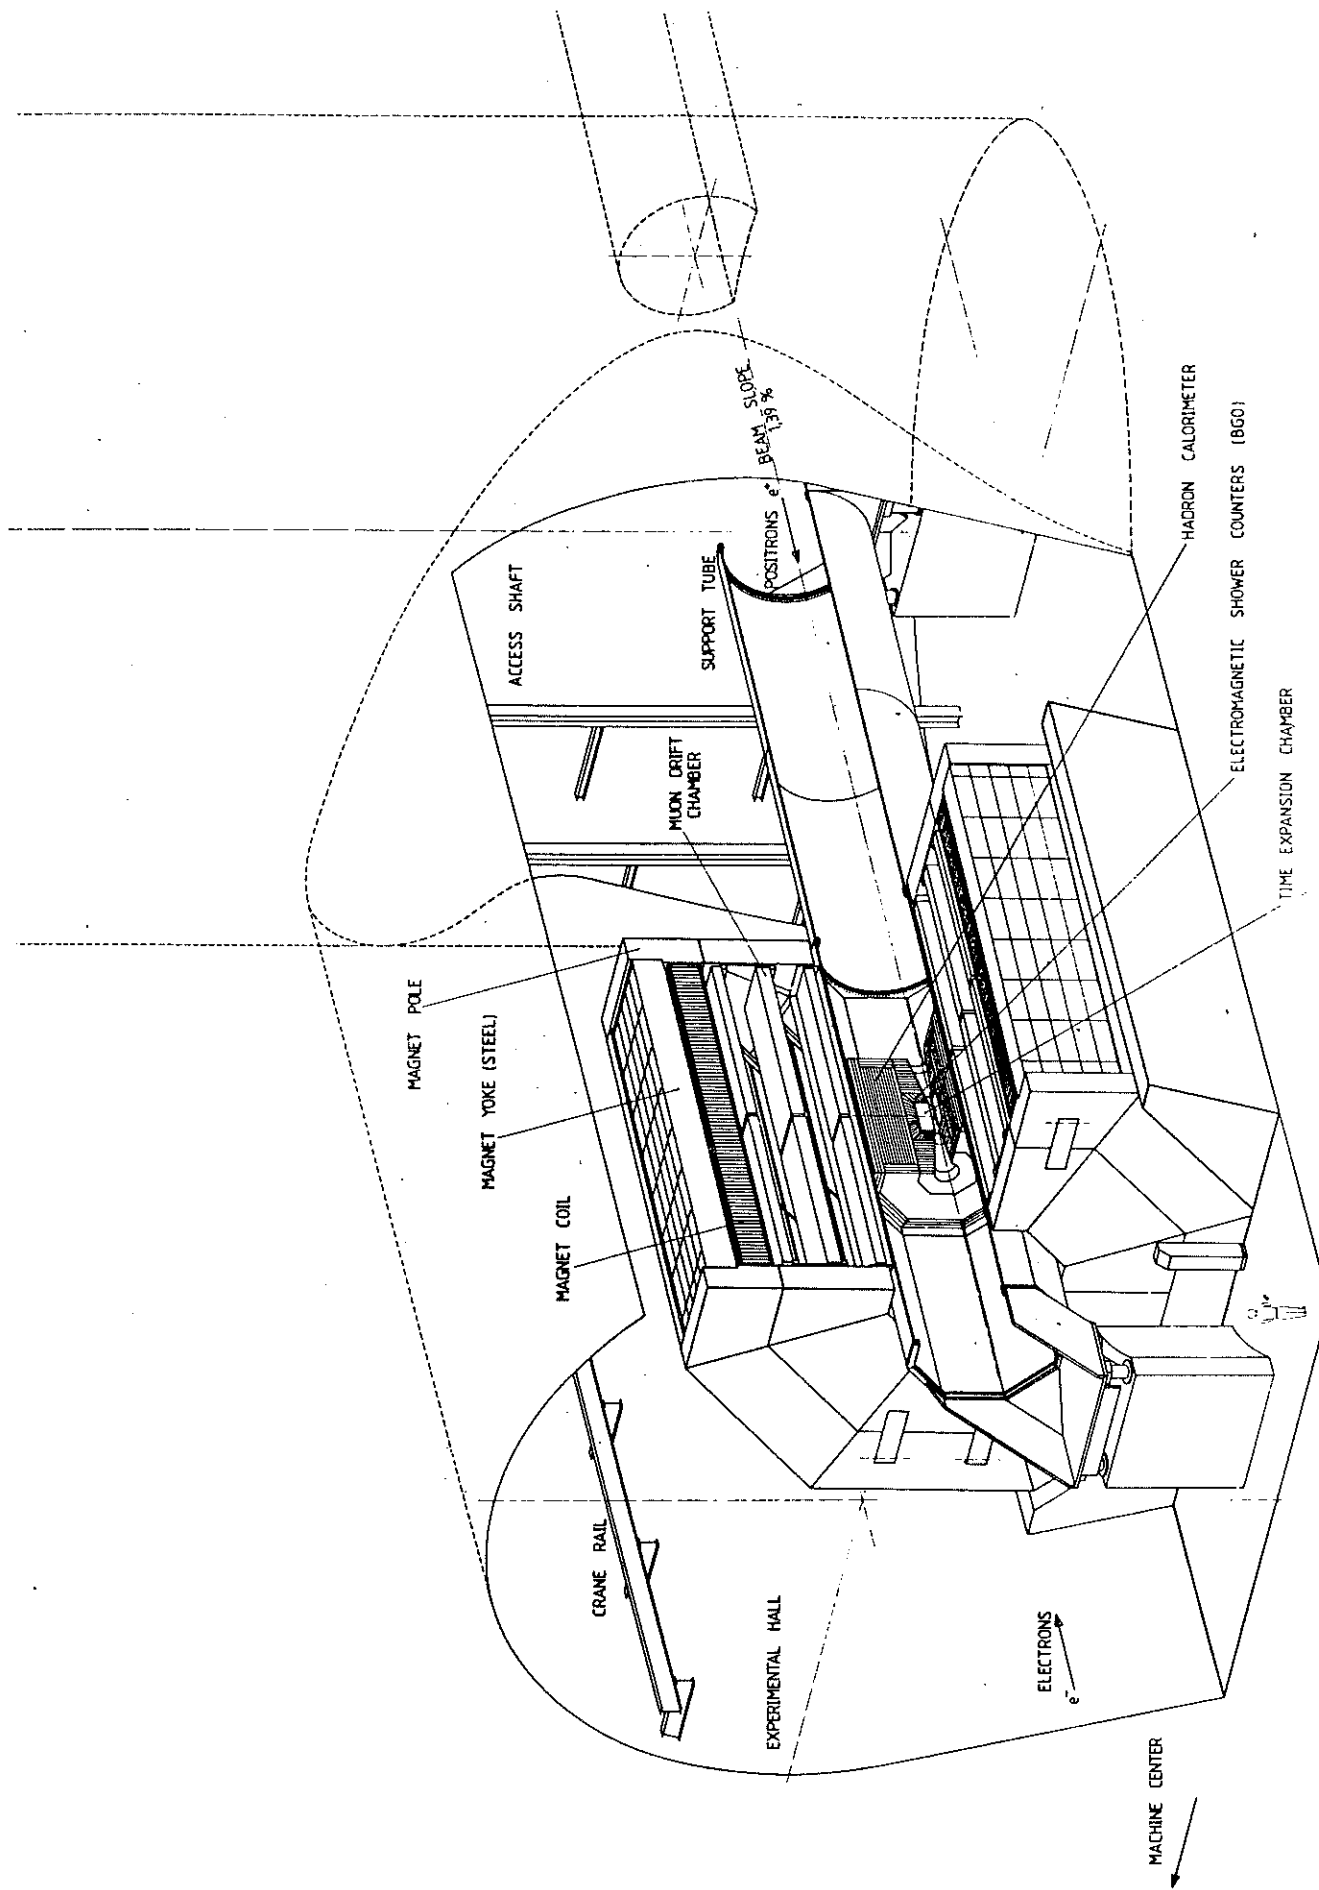 ACCESS SHAFT
SUPPORT TUBE
POSITRONS e⁺
BEAM SLOPE
1,39 %
MUON DRIFT
CHAMBER
MAGNET POLE
MAGNET YOKE (STEEL)
MAGNET COIL
CRANE RAIL
EXPERIMENTAL HALL
ELECTRONS
e⁻
MACHINE CENTER
HADRON CALORIMETER
ELECTROMAGNETIC SHOWER COUNTERS (BGO)
TIME EXPANSION CHAMBER